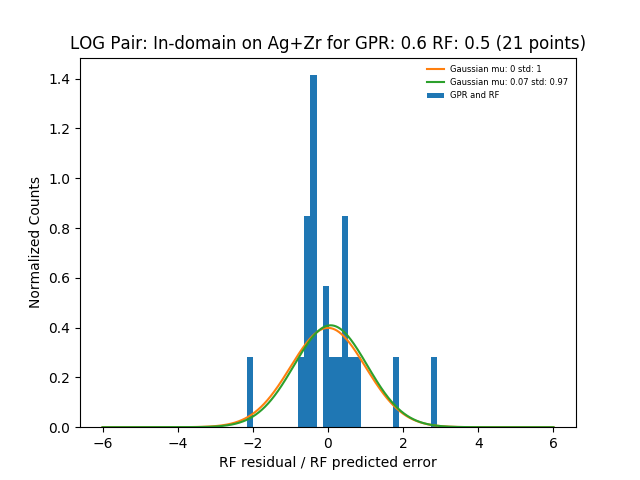 LOG Pair: In-domain on Ag+Zr for GPR: 0.6 RF: 0.5 (21 points)
Gaussian mu: 0 std: 1
Gaussian mu: 0.07 std: 0.97
GPR and RF
Normalized Counts
1.4
1.2
1.0
0.8
0.6
0.4
0.2
0.0
−6 −4 −2 0 2 4 6
RF residual / RF predicted error